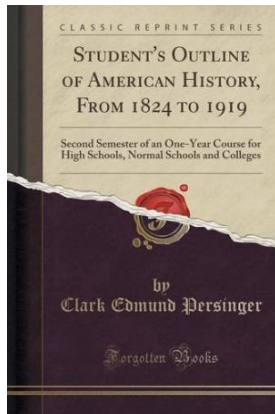 CLASSIC REPRINT SERIES
STUDENT'S OUTLINE
OF AMERICAN HISTORY,
FROM 1824 TO 1919
Second Semester of an One-Year Course for
High Schools, Normal Schools and Colleges
by
Clark Edmund Persinger
Forgotten Books